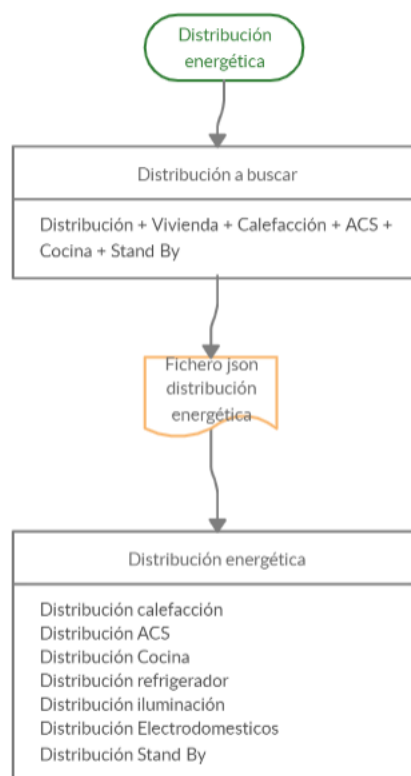 Distribución
energética
Distribución a buscar
Distribución + Vivienda + Calefacción + ACS +
Cocina + Stand By
Fichero json
distribución
energética
Distribución energética
Distribución calefacción
Distribución ACS
Distribución Cocina
Distribución refrigerador
Distribución iluminación
Distribución Electrodomesticos
Distribución Stand By